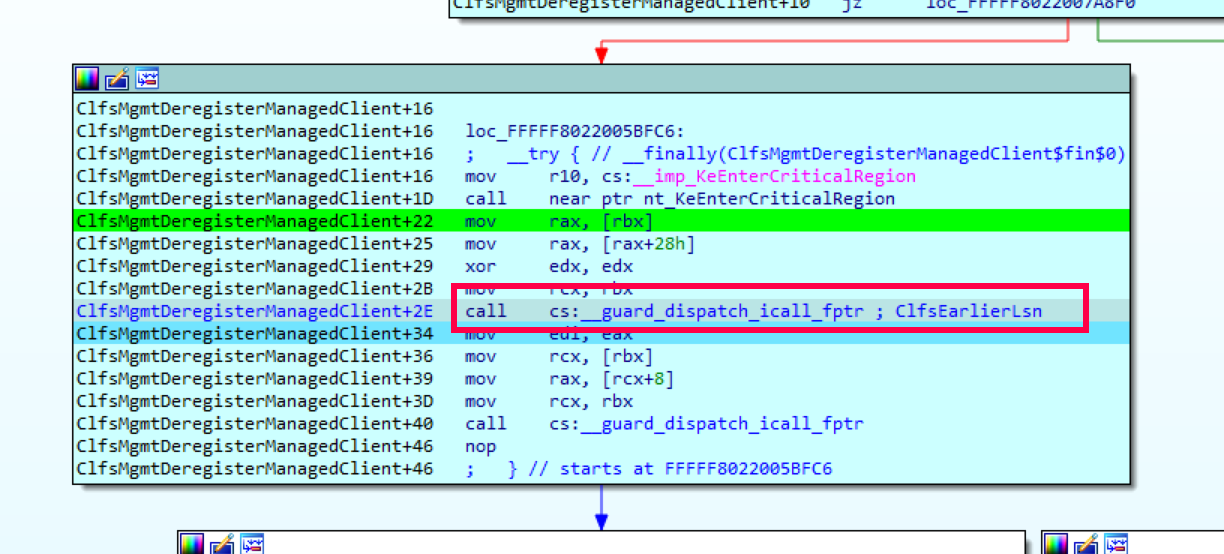 ClfsMgmtDeregisterManagedClient+10 jz loc_FFFFF8022007A8F0
ClfsMgmtDeregisterManagedClient+16
ClfsMgmtDeregisterManagedClient+16 loc_FFFFF8022005BFC6:
ClfsMgmtDeregisterManagedClient+16 ; __try { // __finally(ClfsMgmtDeregisterManagedClient$fin$0)
ClfsMgmtDeregisterManagedClient+16 mov r10, cs:__imp_KeEnterCriticalRegion
ClfsMgmtDeregisterManagedClient+1D call near ptr nt_KeEnterCriticalRegion
ClfsMgmtDeregisterManagedClient+22 mov rax, [rbx]
ClfsMgmtDeregisterManagedClient+25 mov rax, [rax+28h]
ClfsMgmtDeregisterManagedClient+29 xor edx, edx
ClfsMgmtDeregisterManagedClient+2B mov rcx, rbx
ClfsMgmtDeregisterManagedClient+2E call cs:__guard_dispatch_icall_fptr ; ClfsEarlierLsn
ClfsMgmtDeregisterManagedClient+34 mov edi, eax
ClfsMgmtDeregisterManagedClient+36 mov rcx, [rbx]
ClfsMgmtDeregisterManagedClient+39 mov rax, [rcx+8]
ClfsMgmtDeregisterManagedClient+3D mov rcx, rbx
ClfsMgmtDeregisterManagedClient+40 call cs:__guard_dispatch_icall_fptr
ClfsMgmtDeregisterManagedClient+46 nop
ClfsMgmtDeregisterManagedClient+46 ; } // starts at FFFFF8022005BFC6